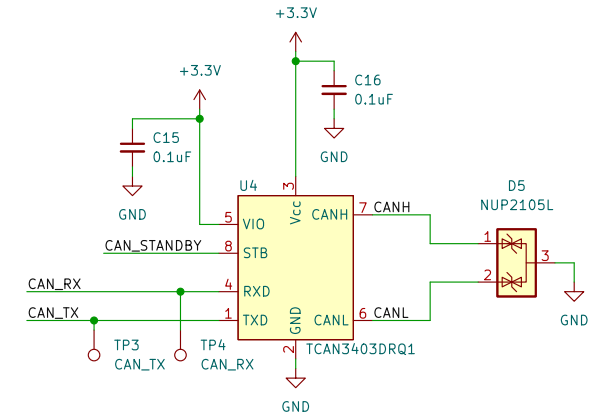 +3.3V
+3.3V
C16
0.1uF
GND
C15
0.1uF
GND
U4
D5
NUP2105L
3
Vcc
5
VIO
CANH
7
CANH
CAN_STANDBY
8
STB
1
3
2
GND
CAN_RX
4
RXD
CAN_TX
1
TXD
GND
CANL
6
CANL
2
TCAN3403DRQ1
TP3
CAN_TX
TP4
CAN_RX
GND